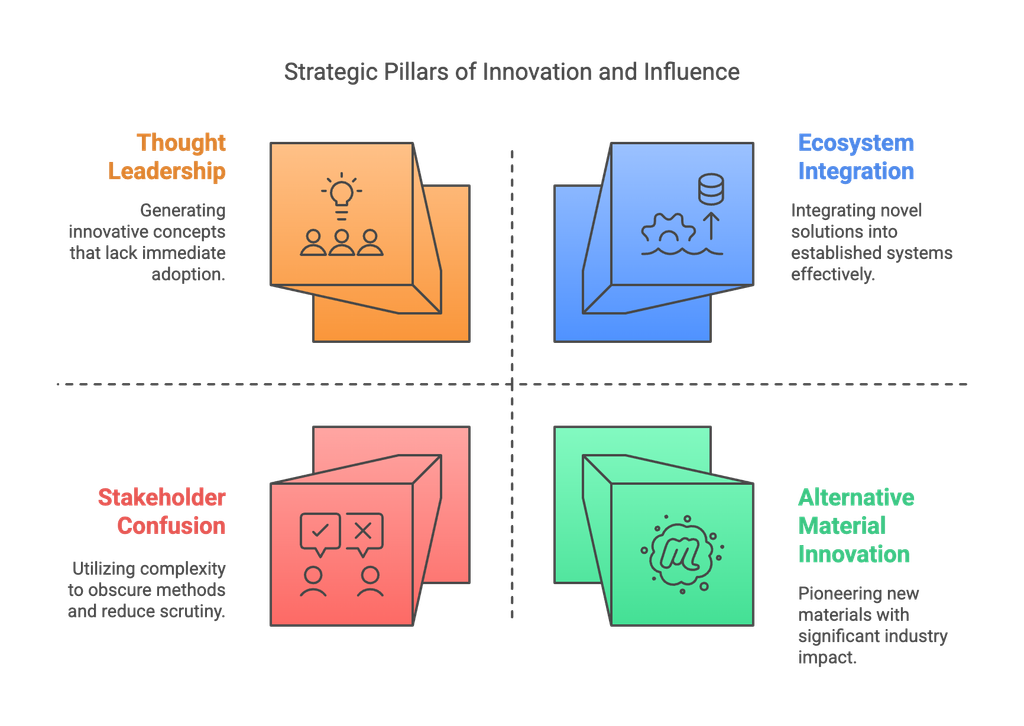 Strategic Pillars of Innovation and Influence
Thought
Leadership
Generating
innovative concepts
that lack immediate
adoption.
Ecosystem
Integration
Integrating novel
solutions into
established systems
effectively.
Stakeholder
Confusion
Utilizing complexity
to obscure methods
and reduce scrutiny.
Alternative
Material
Innovation
Pioneering new
materials with
significant industry
impact.
m